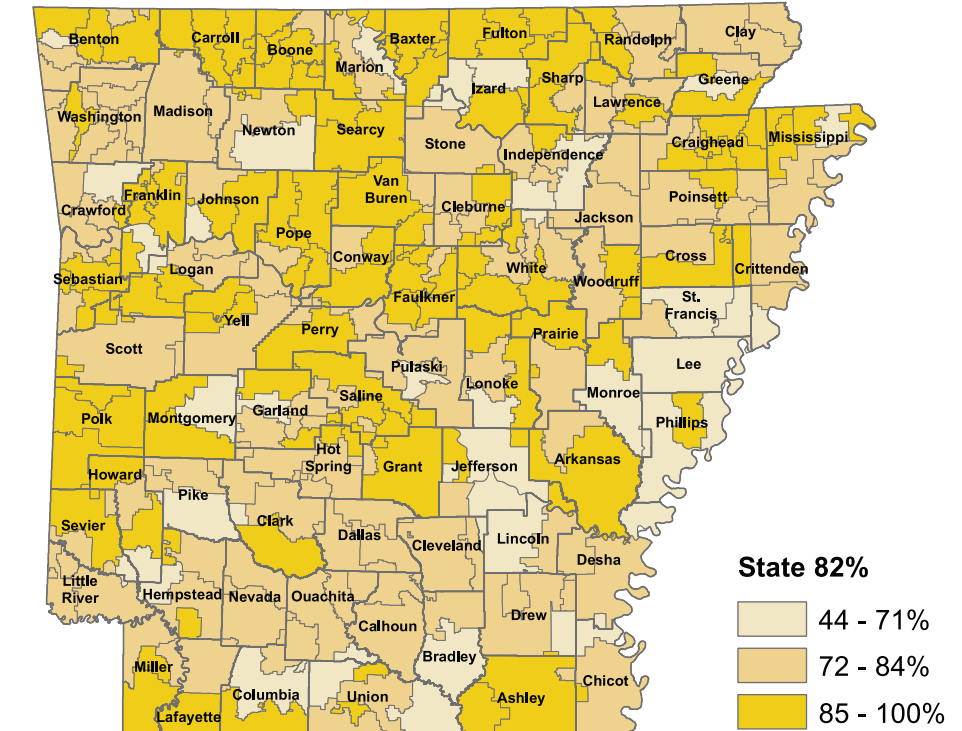 Benton
Carroll
Boone
Marion
Baxter
Fulton
Randolph
Clay
Sharp
Izard
Greene
Lawrence
Washington
Madison
Newton
Searcy
Stone
Independence
Craighead
Mississippi
Franklin
Crawford
Johnson
Pope
Van
Buren
Cleburne
Jackson
Poinsett
Conway
Cross
Crittenden
Sebastian
Logan
White
Woodruff
Faulkner
St.
Francis
Yell
Perry
Prairie
Scott
Pulaski
Lonoke
Lee
Monroe
Polk
Montgomery
Garland
Saline
Phillips
Hot
Spring
Grant
Jefferson
Arkansas
Howard
Pike
Sevier
Clark
Dallas
Cleveland
Lincoln
Desha
Little
River
Hempstead
Nevada
Ouachita
Calhoun
Drew
Bradley
Miller
Columbia
Union
Ashley
Chicot
Lafayette
State 82%
44 - 71%
72 - 84%
85 - 100%